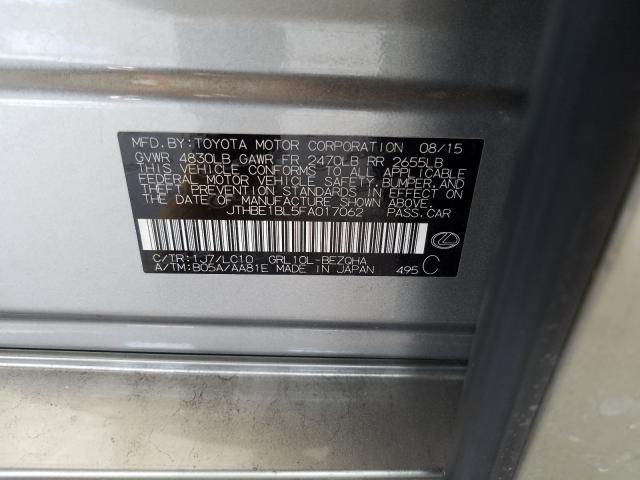 MFD.BY:TOYOTA MOTOR CORPORATION 08/15
GVWR 4830LB GAWR FR 2470LB RR 2655LB
THIS VEHICLE CONFORMS TO ALL APPLICABLE
FEDERAL MOTOR VEHICLE SAFETY,BUMPER,AND
THEFT PREVENTION STANDARDS IN EFFECT ON
THE DATE OF MANUFACTURE SHOWN ABOVE.
JTHBE1BL5FA017062 PASS.CAR
C/TR:1J7/LC10 GRL10L-BEZQHA
A/TM:B05A/AA81E MADE IN JAPAN 495 C